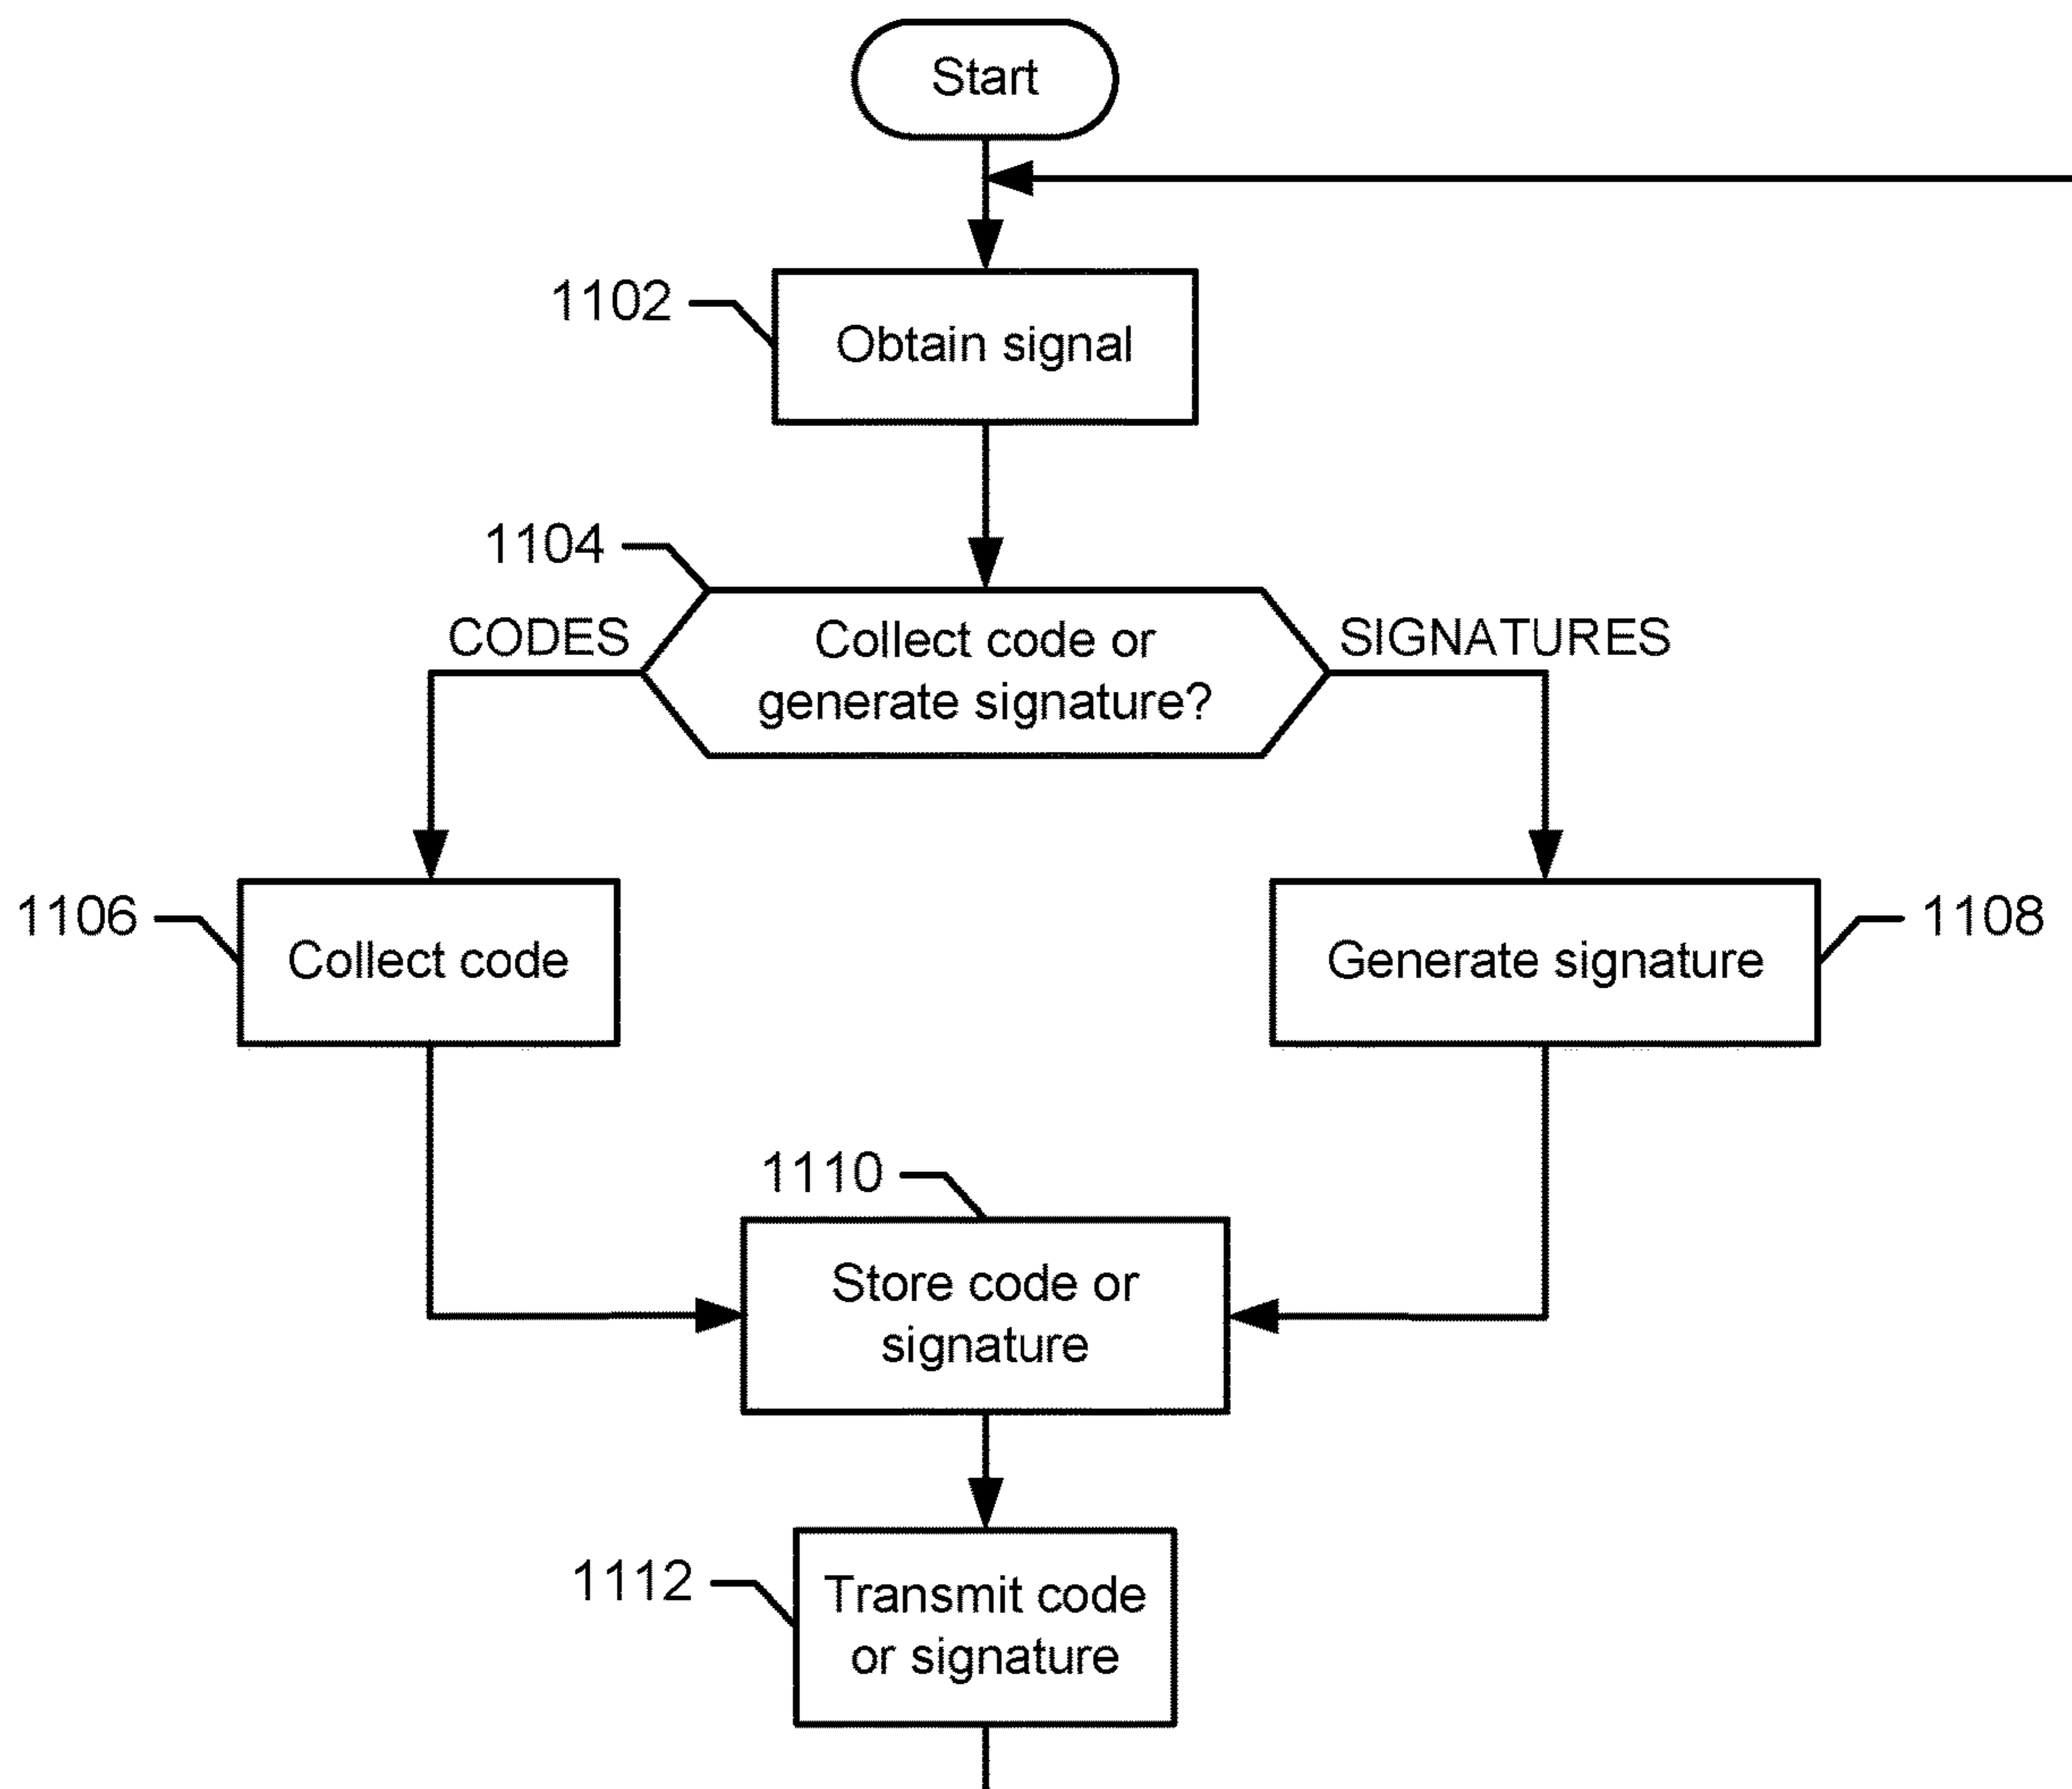 Start
1102
Obtain signal
1104
CODES
Collect code or
generate signature?
SIGNATURES
1106
Collect code
Generate signature
1108
1110
Store code or
signature
1112
Transmit code
or signature